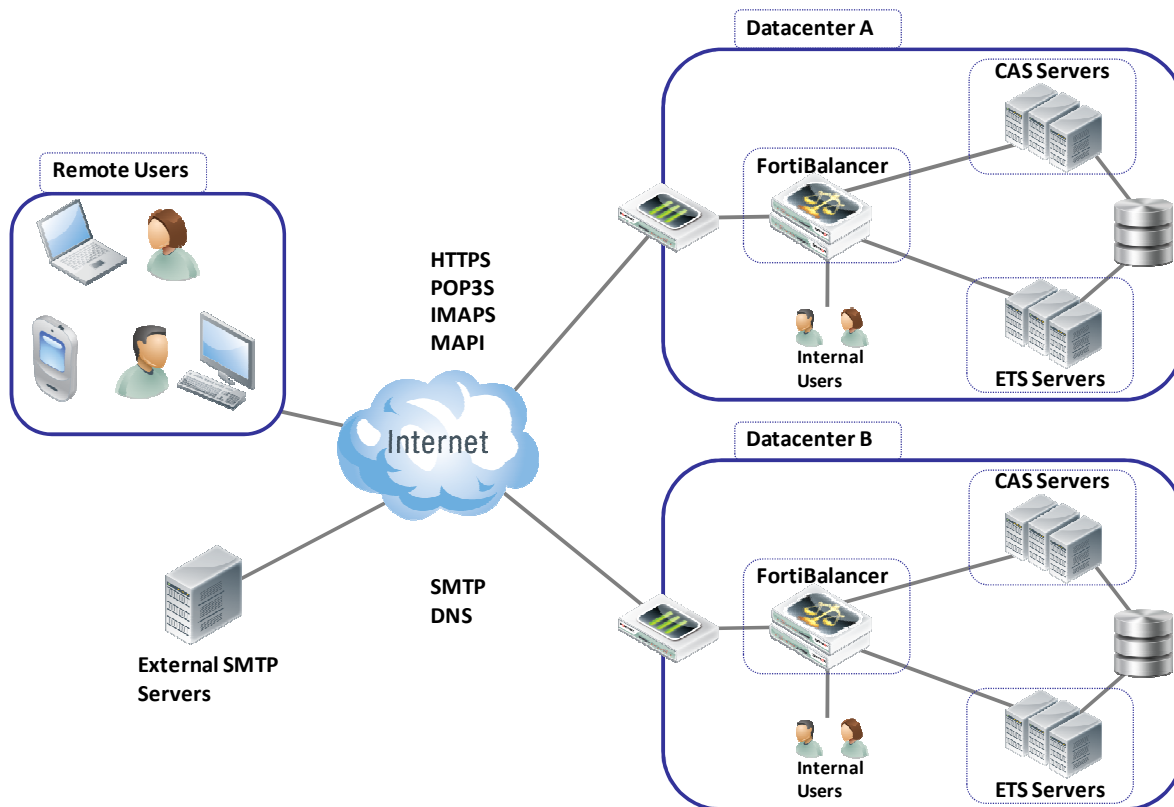 Datacenter A
CAS Servers
FortiBalancer
Internal
Users
ETS Servers
Remote Users
HTTPS
POP3S
IMAPS
MAPI
Internet
SMTP
DNS
External SMTP
Servers
Datacenter B
CAS Servers
FortiBalancer
Internal
Users
ETS Servers